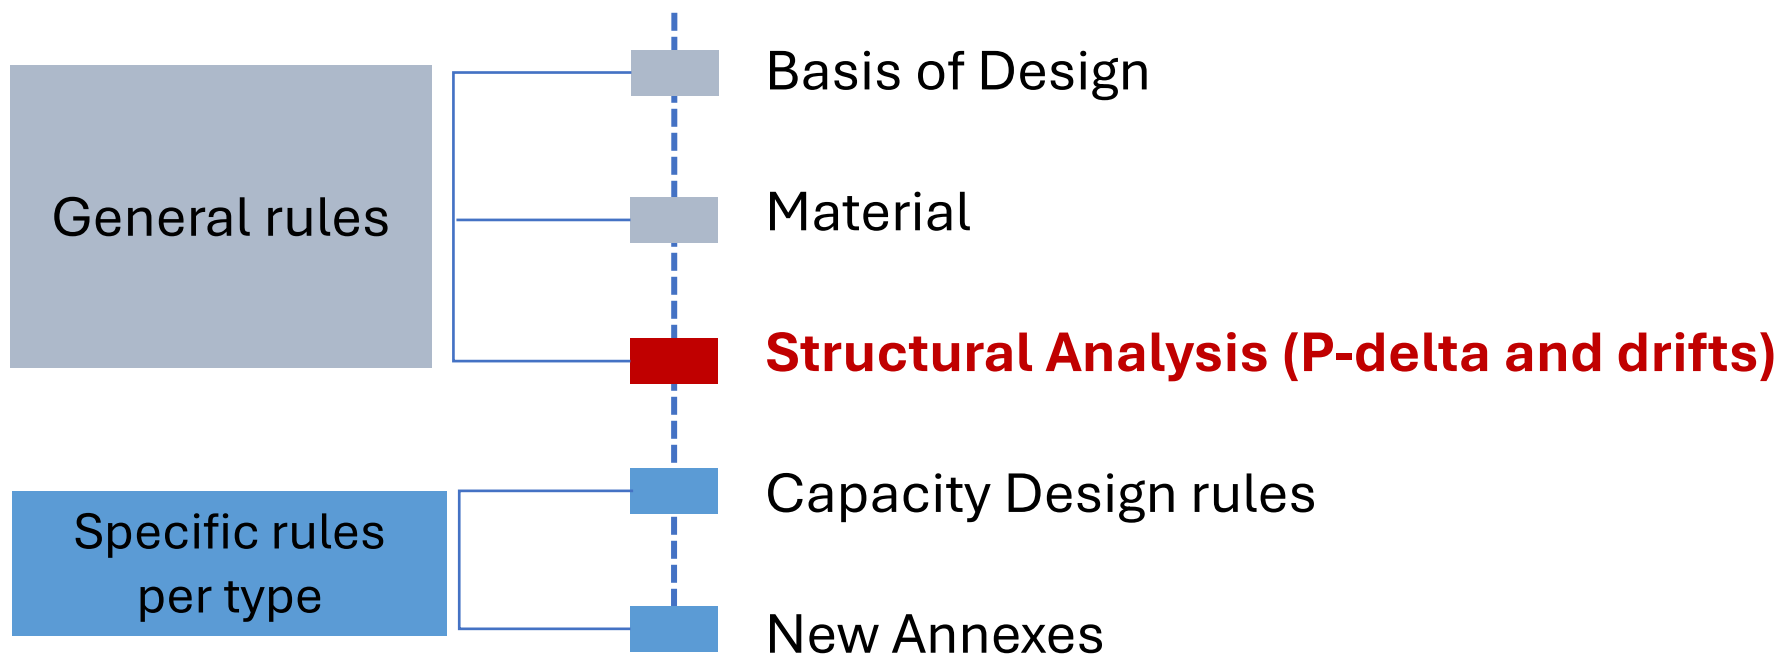 General rules
Basis of Design
Material
Structural Analysis (P-delta and drifts)
Specific rules
per type
Capacity Design rules
New Annexes